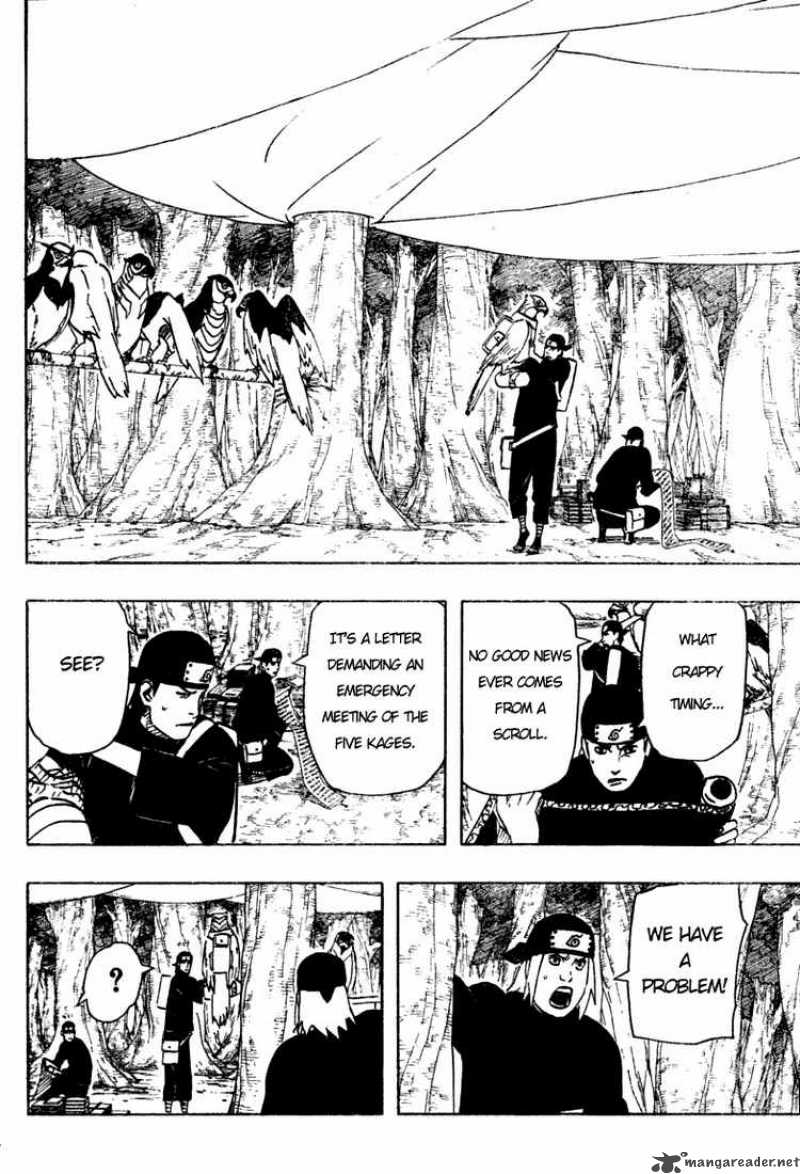 WHAT
CRAPPY
TIMING...
NO GOOD NEWS
EVER COMES
FROM A
SCROLL.
IT'S A LETTER
DEMANDING AN
EMERGENCY
MEETING OF THE
FIVE KAGES.
SEE?
WE HAVE
A
PROBLEM!
?
mangareader.net